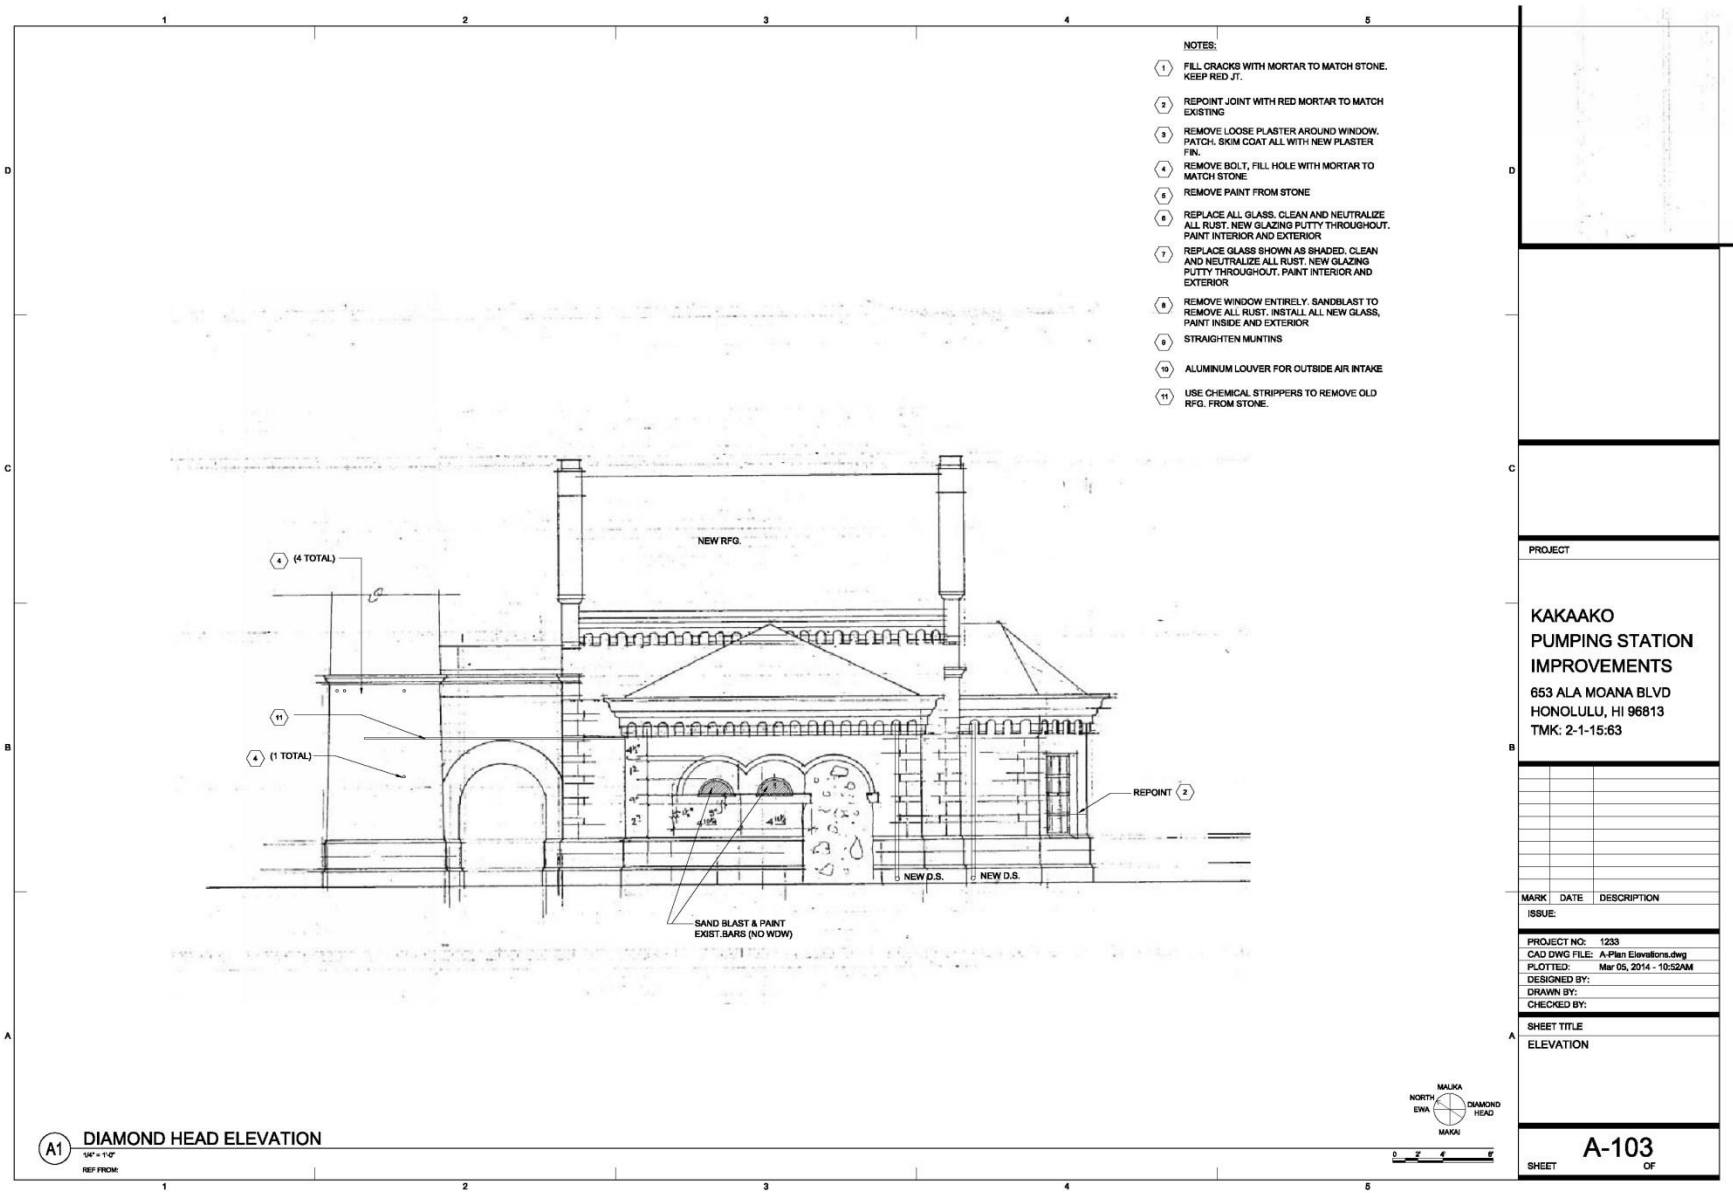 1 2 3 4 5
NOTES:
1 FILL CRACKS WITH MORTAR TO MATCH STONE.
KEEP RED JT.
2 REPOINT JOINT WITH RED MORTAR TO MATCH
EXISTING
3 REMOVE LOOSE PLASTER AROUND WINDOW.
PATCH. SKIM COAT ALL WITH NEW PLASTER
FIN.
4 REMOVE BOLT, FILL HOLE WITH MORTAR TO
MATCH STONE
5 REMOVE PAINT FROM STONE
6 REPLACE ALL GLASS. CLEAN AND NEUTRALIZE
ALL RUST. NEW GLAZING PUTTY THROUGHOUT.
PAINT INTERIOR AND EXTERIOR
7 REPLACE GLASS SHOWN AS SHADED. CLEAN
AND NEUTRALIZE ALL RUST. NEW GLAZING
PUTTY THROUGHOUT. PAINT INTERIOR AND
EXTERIOR
8 REMOVE WINDOW ENTIRELY. SANDBLAST TO
REMOVE ALL RUST. INSTALL ALL NEW GLASS,
PAINT INSIDE AND EXTERIOR
9 STRAIGHTEN MUNTINS
10 ALUMINUM LOUVER FOR OUTSIDE AIR INTAKE
11 USE CHEMICAL STRIPPERS TO REMOVE OLD
RFG. FROM STONE.
D D
C C
B B
A A
NEW RFG.
4 (4 TOTAL)
11
4 (1 TOTAL)
REPOINT 2
NEW D.S. NEW D.S.
SAND BLAST & PAINT
EXIST.BARS (NO WDW)
PROJECT
KAKAAKO
PUMPING STATION
IMPROVEMENTS
653 ALA MOANA BLVD
HONOLULU, HI 96813
TMK: 2-1-15:63
MARK DATE DESCRIPTION
ISSUE:
PROJECT NO: 1233
CAD DWG FILE: A-Plan Elevations.dwg
PLOTTED: Mar 05, 2014 - 10:52AM
DESIGNED BY:
DRAWN BY:
CHECKED BY:
SHEET TITLE
ELEVATION
MAUKA
NORTH
EWA
DIAMOND
HEAD
MAKAI
0 2' 4' 8'
A1 DIAMOND HEAD ELEVATION
1/4" = 1'-0"
REF FROM:
A-103
SHEET OF
1 2 3 4 5